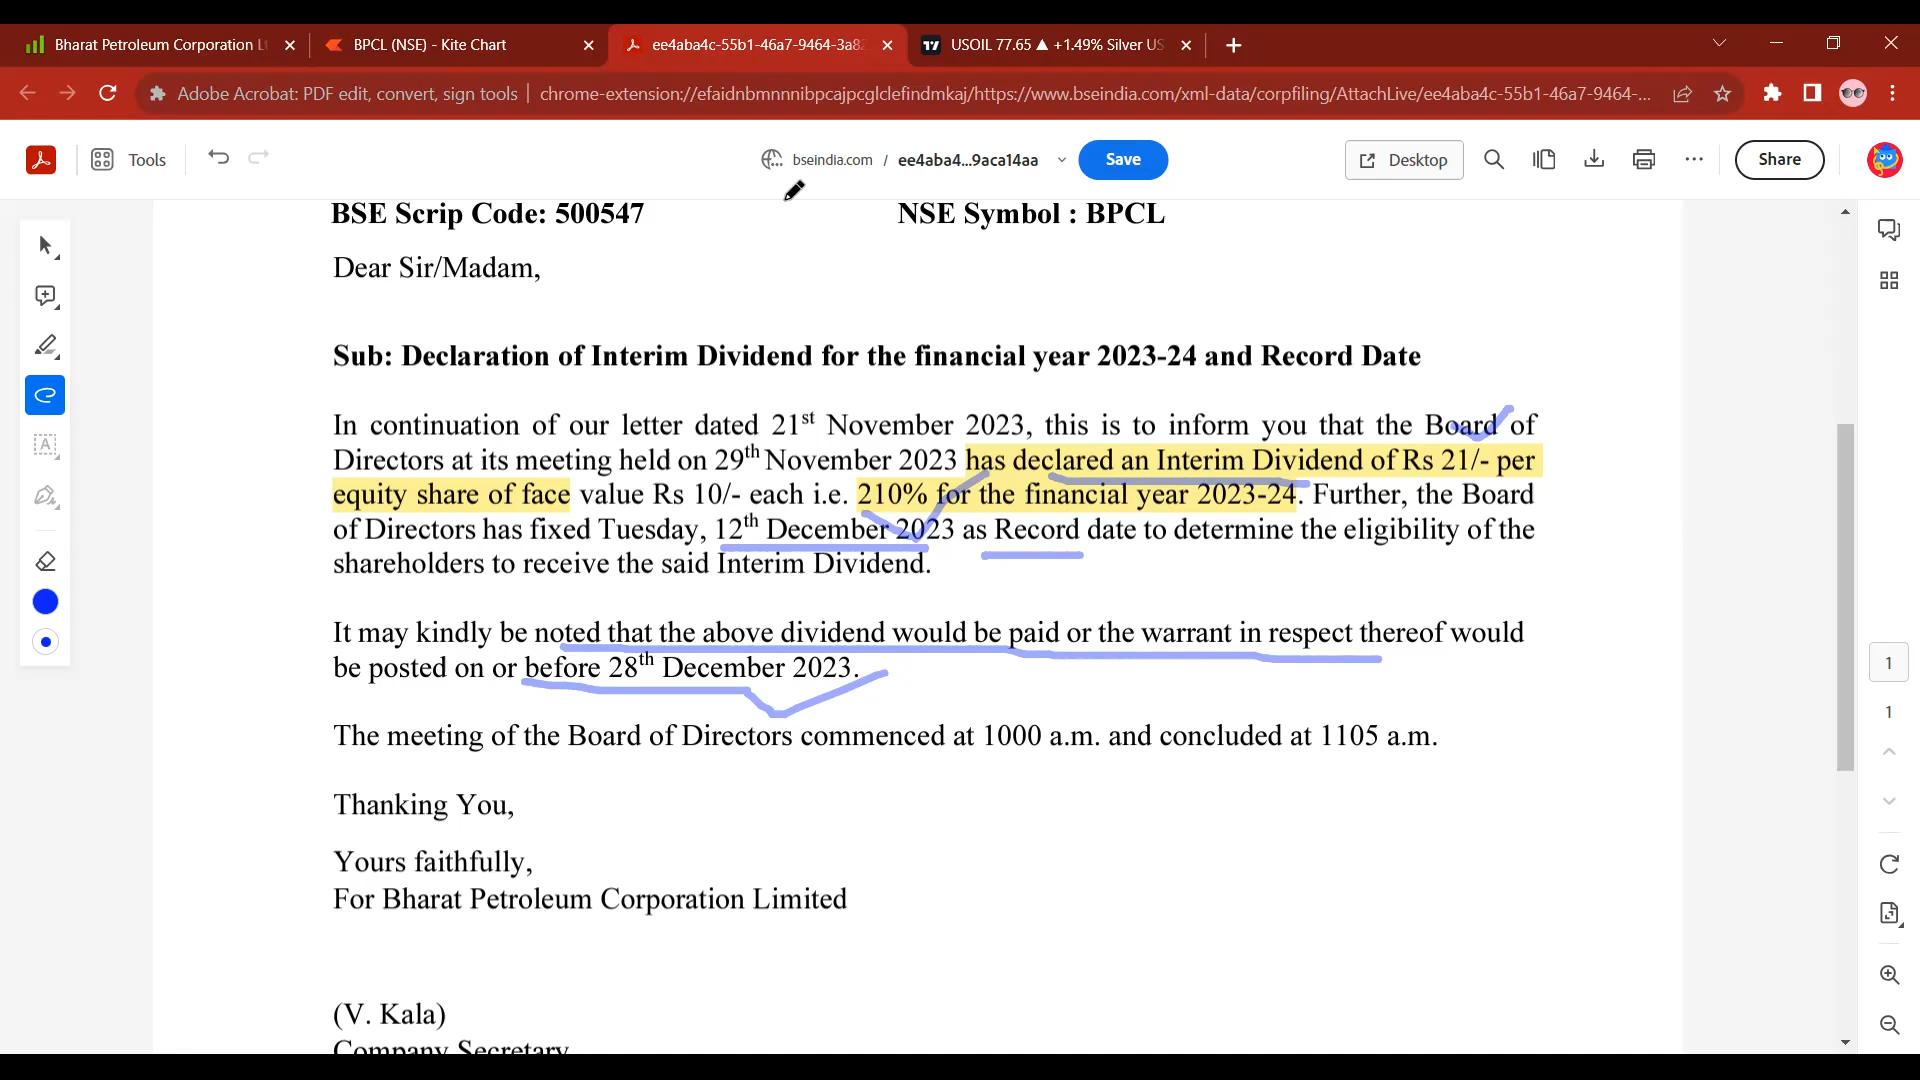 Bharat Petroleum Corporation L
BPCL (NSE) - Kite Chart
ee4aba4c-55b1-46a7-9464-3a82
USOIL 77.65 ▲ +1.49% Silver US
Adobe Acrobat: PDF edit, convert, sign tools
chrome-extension://efaidnbmnnnibpcajpcglclefindmkaj/https://www.bseindia.com/xml-data/corpfiling/AttachLive/ee4aba4c-55b1-46a7-9464-...
Tools
bseindia.com / ee4aba4...9aca14aa
Save
Desktop
Share
BSE Scrip Code: 500547 NSE Symbol : BPCL
Dear Sir/Madam,
Sub: Declaration of Interim Dividend for the financial year 2023-24 and Record Date
In continuation of our letter dated 21st November 2023, this is to inform you that the Board of
Directors at its meeting held on 29th November 2023 has declared an Interim Dividend of Rs 21/- per
equity share of face value Rs 10/- each i.e. 210% for the financial year 2023-24. Further, the Board
of Directors has fixed Tuesday, 12th December 2023 as Record date to determine the eligibility of the
shareholders to receive the said Interim Dividend.
It may kindly be noted that the above dividend would be paid or the warrant in respect thereof would
be posted on or before 28th December 2023.
The meeting of the Board of Directors commenced at 1000 a.m. and concluded at 1105 a.m.
Thanking You,
Yours faithfully,
For Bharat Petroleum Corporation Limited
(V. Kala)
Company Secretary
1
1